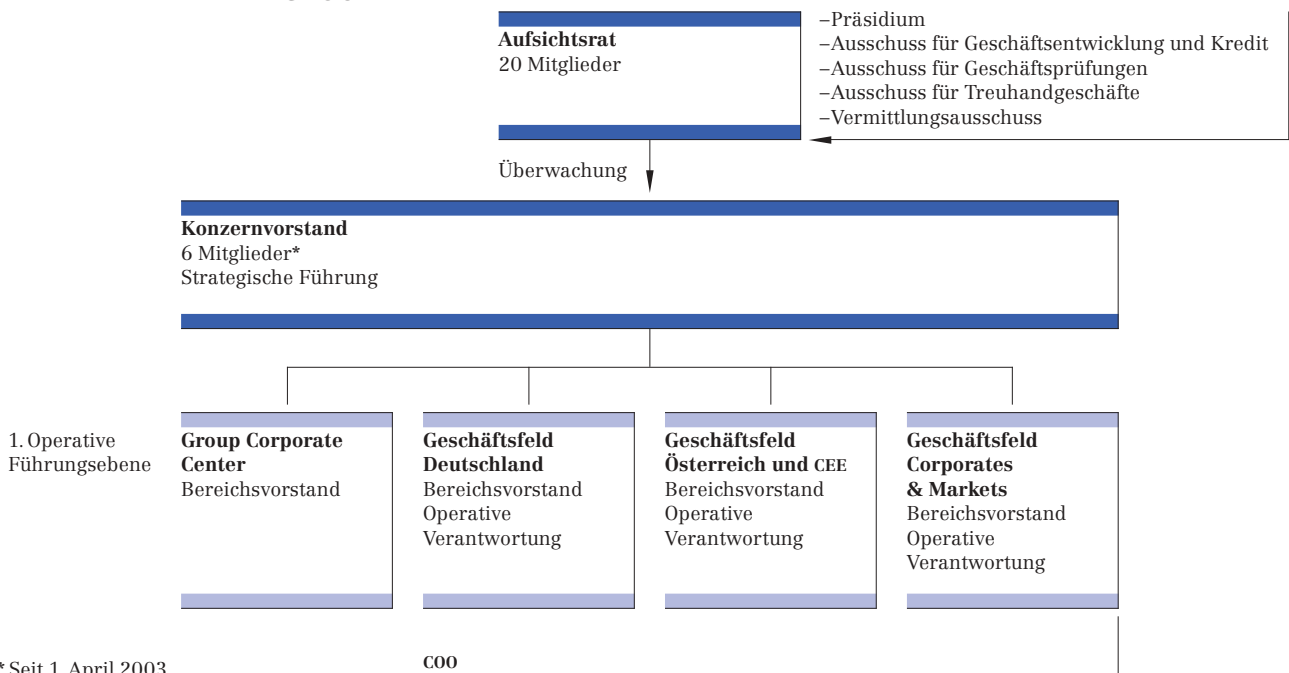 Aufsichtsrat
20 Mitglieder
–Präsidium
–Ausschuss für Geschäftsentwicklung und Kredit
–Ausschuss für Geschäftsprüfungen
–Ausschuss für Treuhandgeschäfte
–Vermittlungsausschuss
Überwachung
Konzernvorstand
6 Mitglieder*
Strategische Führung
1. Operative
Führungsebene
Group Corporate
Center
Bereichsvorstand
Geschäftsfeld
Deutschland
Bereichsvorstand
Operative
Verantwortung
Geschäftsfeld
Österreich und CEE
Bereichsvorstand
Operative
Verantwortung
Geschäftsfeld
Corporates
& Markets
Bereichsvorstand
Operative
Verantwortung
COO
* Seit 1. April 2003